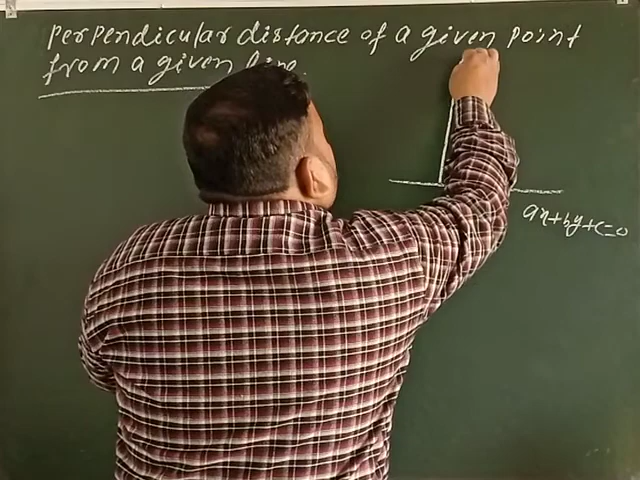 Perpendicular distance of a given point
from a given line
ax+by+c=0